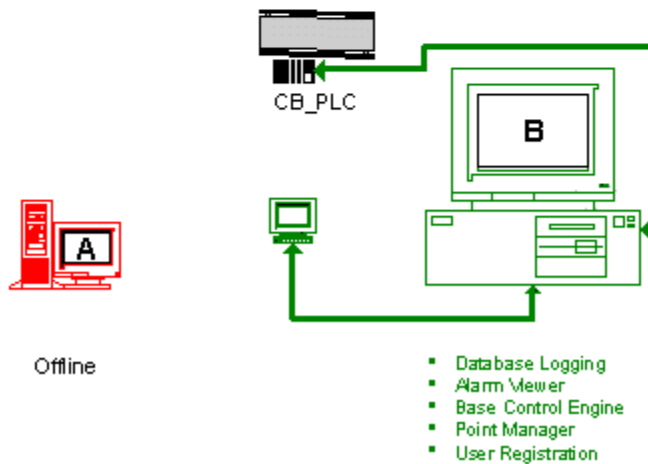 CB_PLC
B
A
Offline
Database Logging
Alarm Viewer
Base Control Engine
Point Manager
User Registration